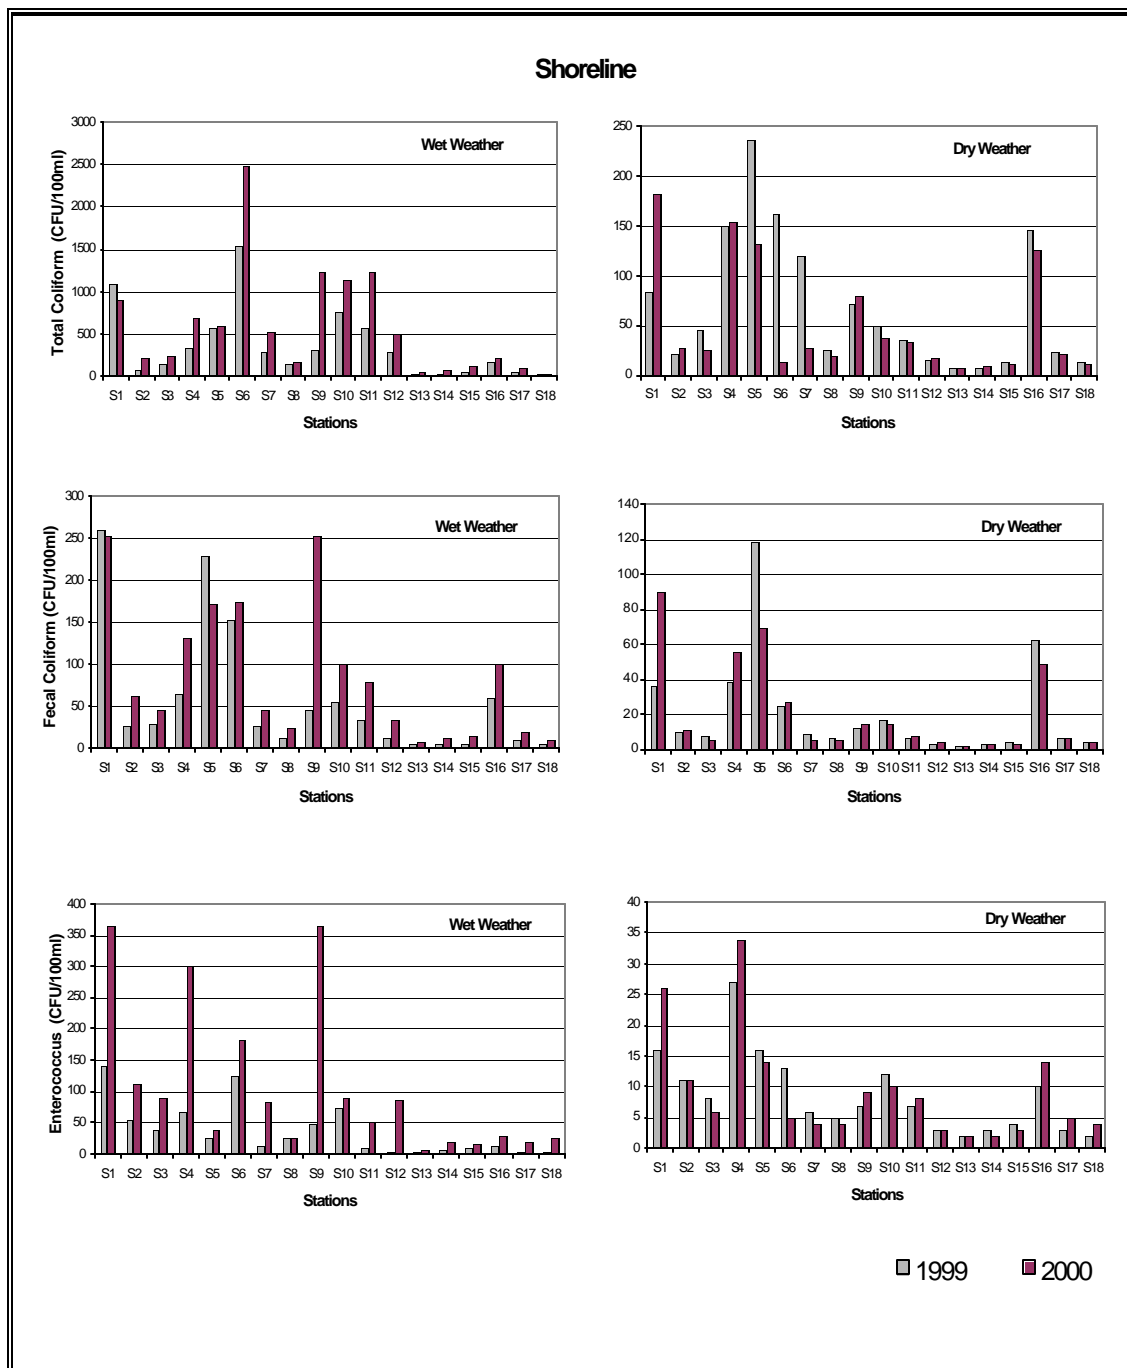 Shoreline
Total Coliform (CFU/100ml)
3000
2500
2000
1500
1000
500
0
Wet Weather
S1 S2 S3 S4 S5 S6 S7 S8 S9 S10 S11 S12 S13 S14 S15 S16 S17 S18
Stations
250
200
150
100
50
0
Dry Weather
S1 S2 S3 S4 S5 S6 S7 S8 S9 S10 S11 S12 S13 S14 S15 S16 S17 S18
Stations
Fecal Coliform (CFU/100ml)
300
250
200
150
100
50
0
Wet Weather
S1 S2 S3 S4 S5 S6 S7 S8 S9 S10 S11 S12 S13 S14 S15 S16 S17 S18
Stations
140
120
100
80
60
40
20
0
Dry Weather
S1 S2 S3 S4 S5 S6 S7 S8 S9 S10 S11 S12 S13 S14 S15 S16 S17 S18
Stations
Enterococcus (CFU/100ml)
400
350
300
250
200
150
100
50
0
Wet Weather
S1 S2 S3 S4 S5 S6 S7 S8 S9 S10 S11 S12 S13 S14 S15 S16 S17 S18
Stations
40
35
30
25
20
15
10
5
0
Dry Weather
S1 S2 S3 S4 S5 S6 S7 S8 S9 S10 S11 S12 S13 S14 S15 S16 S17 S18
Stations
1999 2000